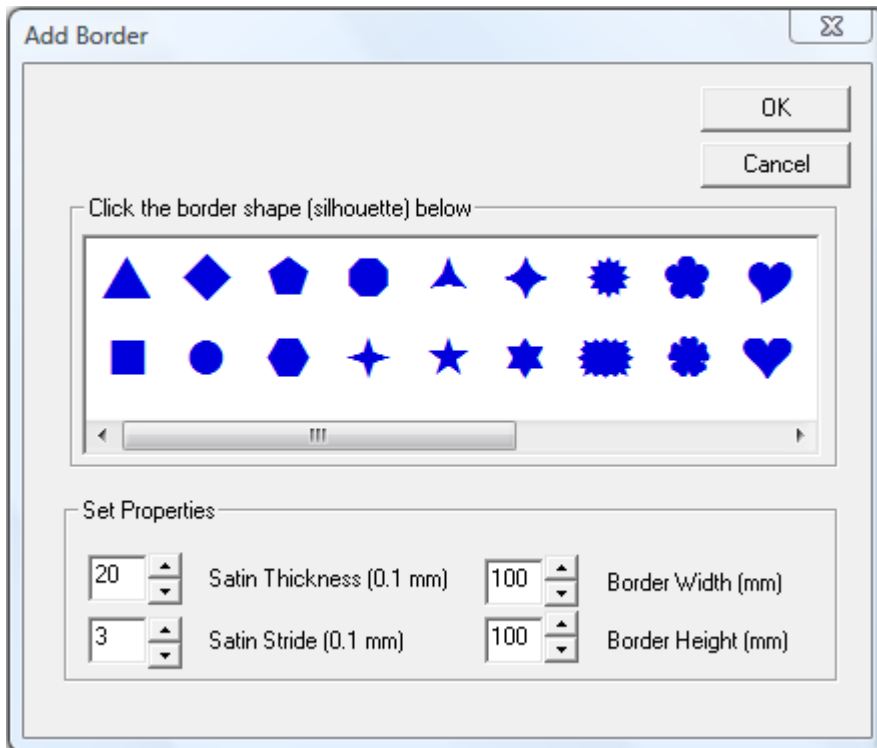 Add Border
OK
Cancel
Click the border shape (silhouette) below
Set Properties
20 Satin Thickness (0.1 mm) 100 Border Width (mm)
3 Satin Stride (0.1 mm) 100 Border Height (mm)